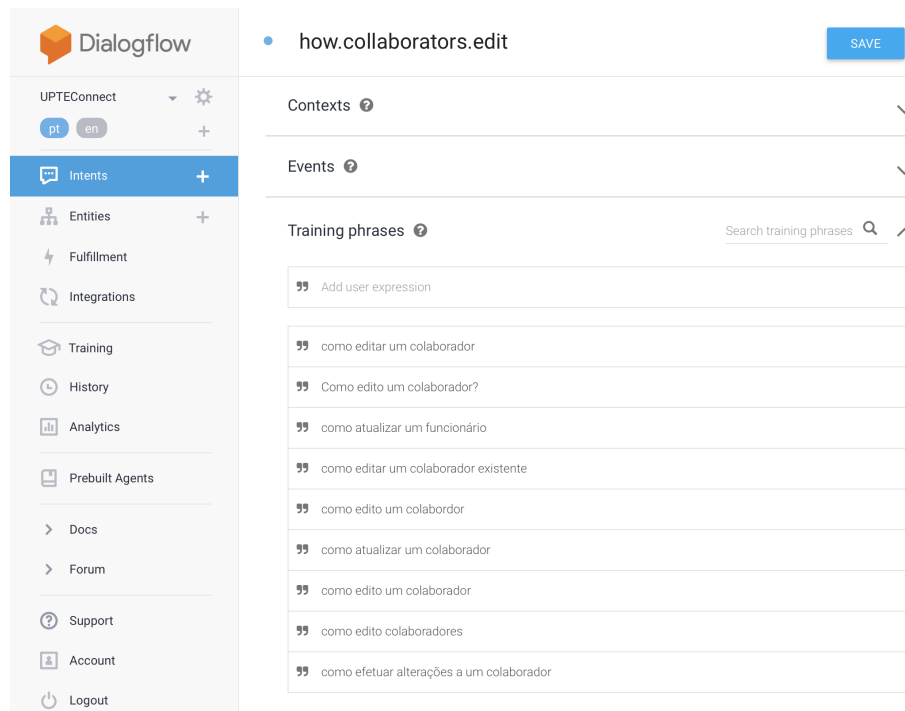 Dialogflow
how.collaborators.edit
SAVE
UPTEConnect
pt en
Intents
Entities
Fulfillment
Integrations
Training
History
Analytics
Prebuilt Agents
Docs
Forum
Support
Account
Logout
Contexts
Events
Training phrases
Search training phrases
Add user expression
como editar um colaborador
Como edito um colaborador?
como atualizar um funcionário
como editar um colaborador existente
como edito um colabordor
como atualizar um colaborador
como edito um colaborador
como edito colaboradores
como efetuar alterações a um colaborador